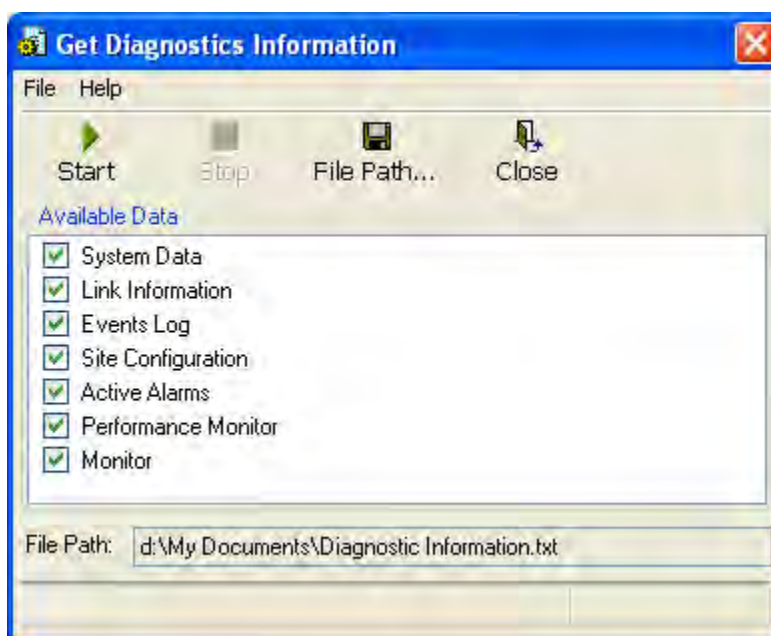 Get Diagnostics Information
File Help
Start Stop File Path... Close
Available Data
System Data
Link Information
Events Log
Site Configuration
Active Alarms
Performance Monitor
Monitor
File Path: d:\My Documents\Diagnostic Information.txt